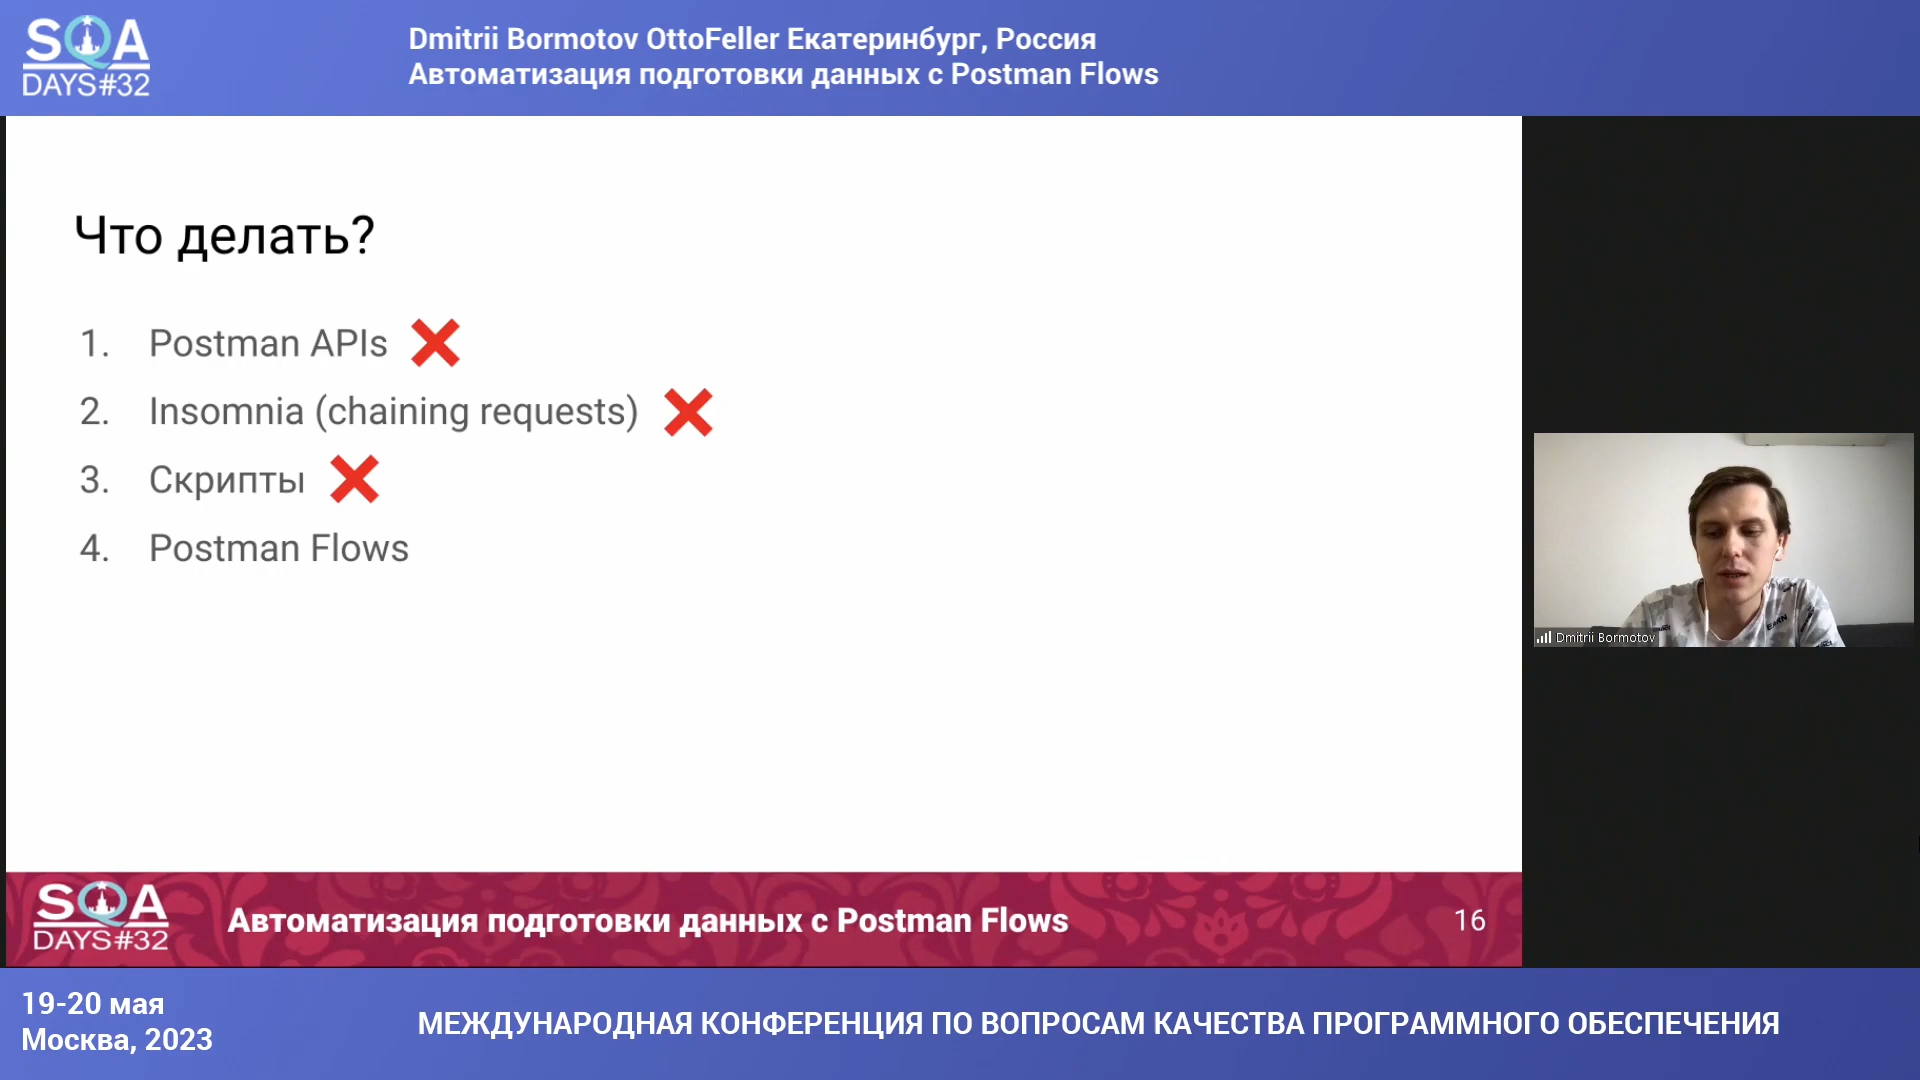 SQA
DAYS#32
Dmitrii Bormotov OttoFeller Екатеринбург, Россия
Автоматизация подготовки данных с Postman Flows
Что делать?
1. Postman APIs
2. Insomnia (chaining requests)
3. Скрипты
4. Postman Flows
Dmitrii Bormotov
SQA
DAYS#32
Автоматизация подготовки данных с Postman Flows
16
19-20 мая
Москва, 2023
МЕЖДУНАРОДНАЯ КОНФЕРЕНЦИЯ ПО ВОПРОСАМ КАЧЕСТВА ПРОГРАММНОГО ОБЕСПЕЧЕНИЯ